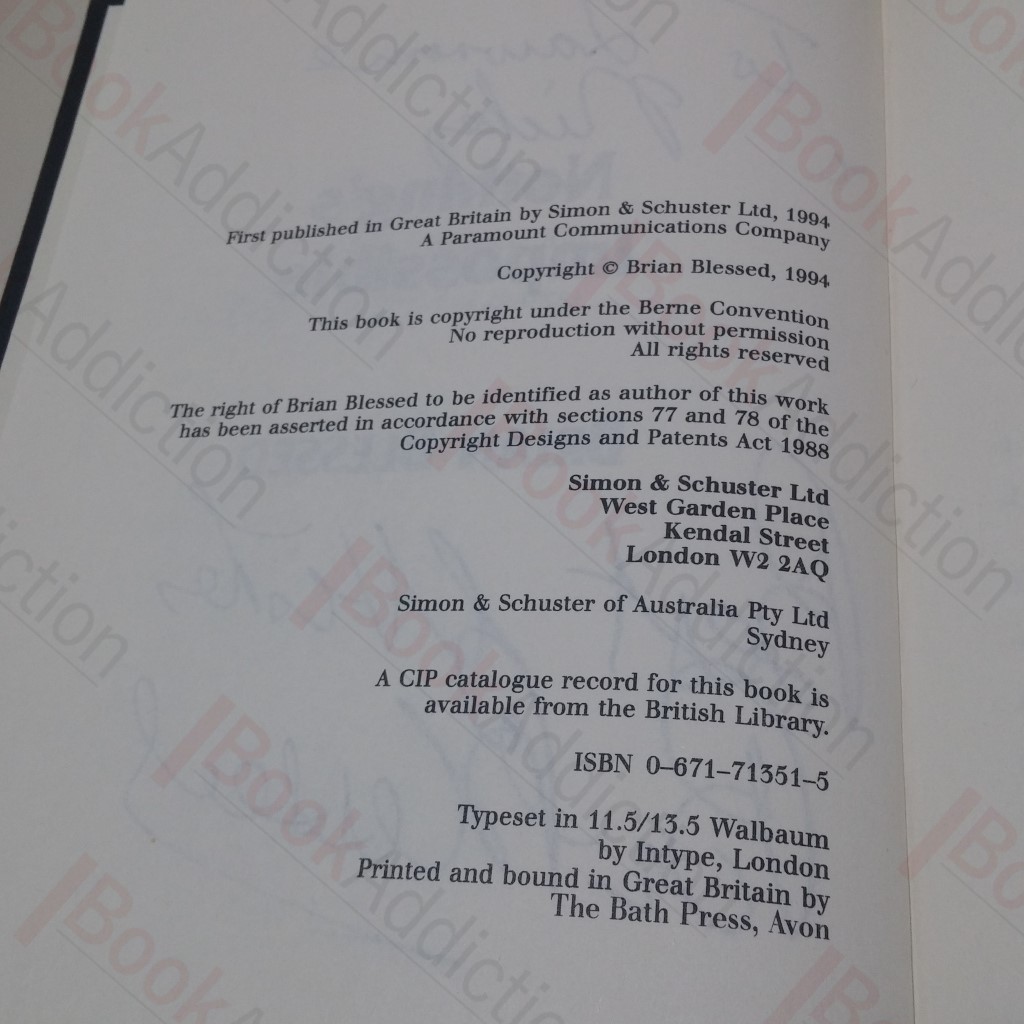 First published in Great Britain by Simon & Schuster Ltd, 1994
A Paramount Communications Company
Copyright © Brian Blessed, 1994
This book is copyright under the Berne Convention
No reproduction without permission
All rights reserved
The right of Brian Blessed to be identified as author of this work
has been asserted in accordance with sections 77 and 78 of the
Copyright Designs and Patents Act 1988
Simon & Schuster Ltd
West Garden Place
Kendal Street
London W2 2AQ
Simon & Schuster of Australia Pty Ltd
Sydney
A CIP catalogue record for this book is
available from the British Library.
ISBN 0–671–71351–5
Typeset in 11.5/13.5 Walbaum
by Intype, London
Printed and bound in Great Britain by
The Bath Press, Avon
BookAddiction